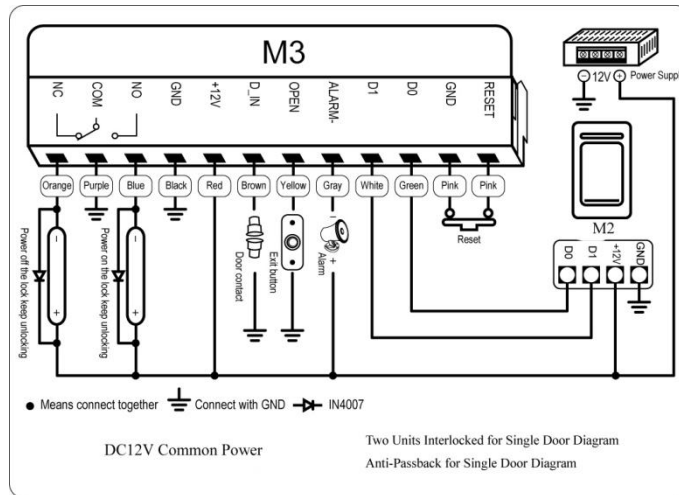 M3
NC
COM
NO
GND
+12V
D_IN
OPEN
ALARM-
D1
D0
GND
RESET
Orange
Purple
Blue
Black
Red
Brown
Yellow
Gray
White
Green
Pink
Pink
Power off the lock keep unlocking
Power on the lock keep unlocking
Door contact
Exit button
Alarm
Reset
12V Power Suppl
M2
D0
D1
+12V
GND
Means connect together
Connect with GND
IN4007
DC12V Common Power
Two Units Interlocked for Single Door Diagram
Anti-Passback for Single Door Diagram